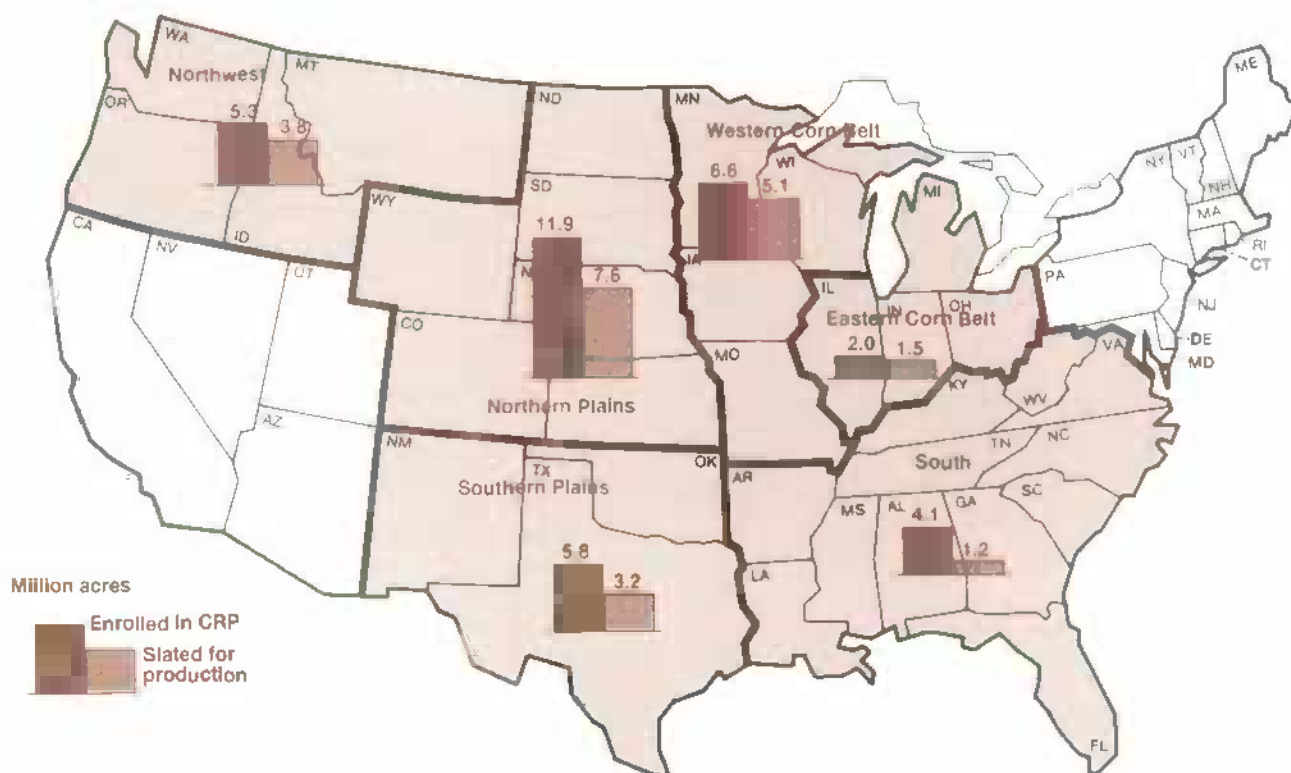 WA
Northwest
MT
OR
5.3
3.8
ID
ND
MN
Western Corn Belt
WI
6.6
5.1
MI
ME
NY
VT
NH
MA
RI
CT
WY
SD
11.9
7.6
IA
CA
NV
UT
CO
IL
IN
OH
Eastern Corn Belt
2.0
1.5
PA
NJ
DE
MD
VA
MO
KY
WV
Northern Plains
AZ
NM
OK
TX
Southern Plains
AR
TN
NC
South
SC
MS
AL
GA
4.1
1.2
5.8
3.2
LA
FL
Million acres
Enrolled in CRP
Slated for
production